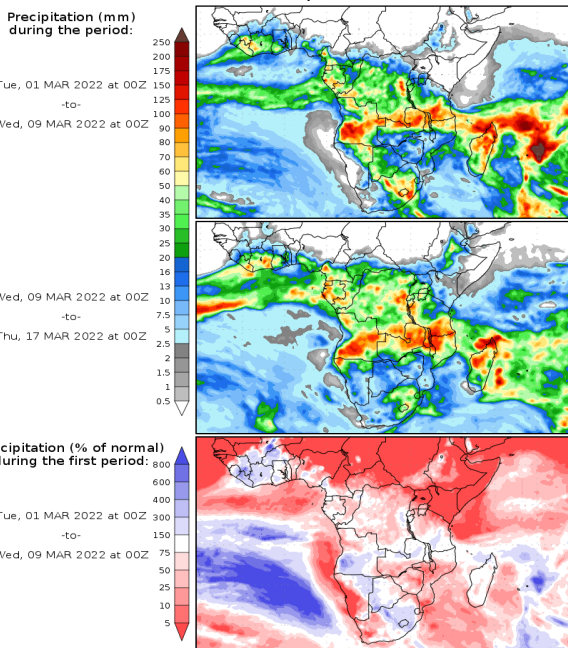 Precipitation (mm)
during the period:
250
200
175
150
125
100
90
80
70
60
50
40
35
30
25
20
16
13
10
7.5
5
2.5
2
1.5
1
0.5
Tue, 01 MAR 2022 at 00Z
-to-
Wed, 09 MAR 2022 at 00Z
Wed, 09 MAR 2022 at 00Z
-to-
Thu, 17 MAR 2022 at 00Z
cipitation (% of normal)
during the first period:
800
600
400
300
150
75
50
25
10
5
Tue, 01 MAR 2022 at 00Z
-to-
Wed, 09 MAR 2022 at 00Z